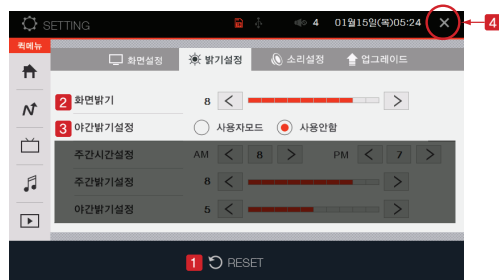 SETTING 4 01월15일(목)05:24 4
퀵메뉴
화면설정 밝기설정 소리설정 업그레이드
2 화면밝기 8
3 야간밝기설정 사용자모드 사용안함
주간시간설정 AM 8 PM 7
주간밝기설정 8
야간밝기설정 5
1 RESET